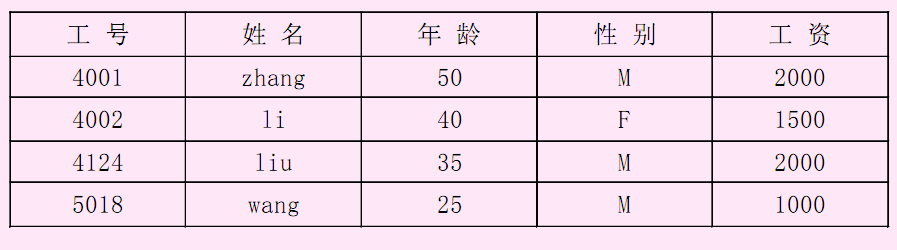 工 号 姓 名 年 龄 性 别 工 资
4001 zhang 50 M 2000
4002 li 40 F 1500
4124 liu 35 M 2000
5018 wang 25 M 1000